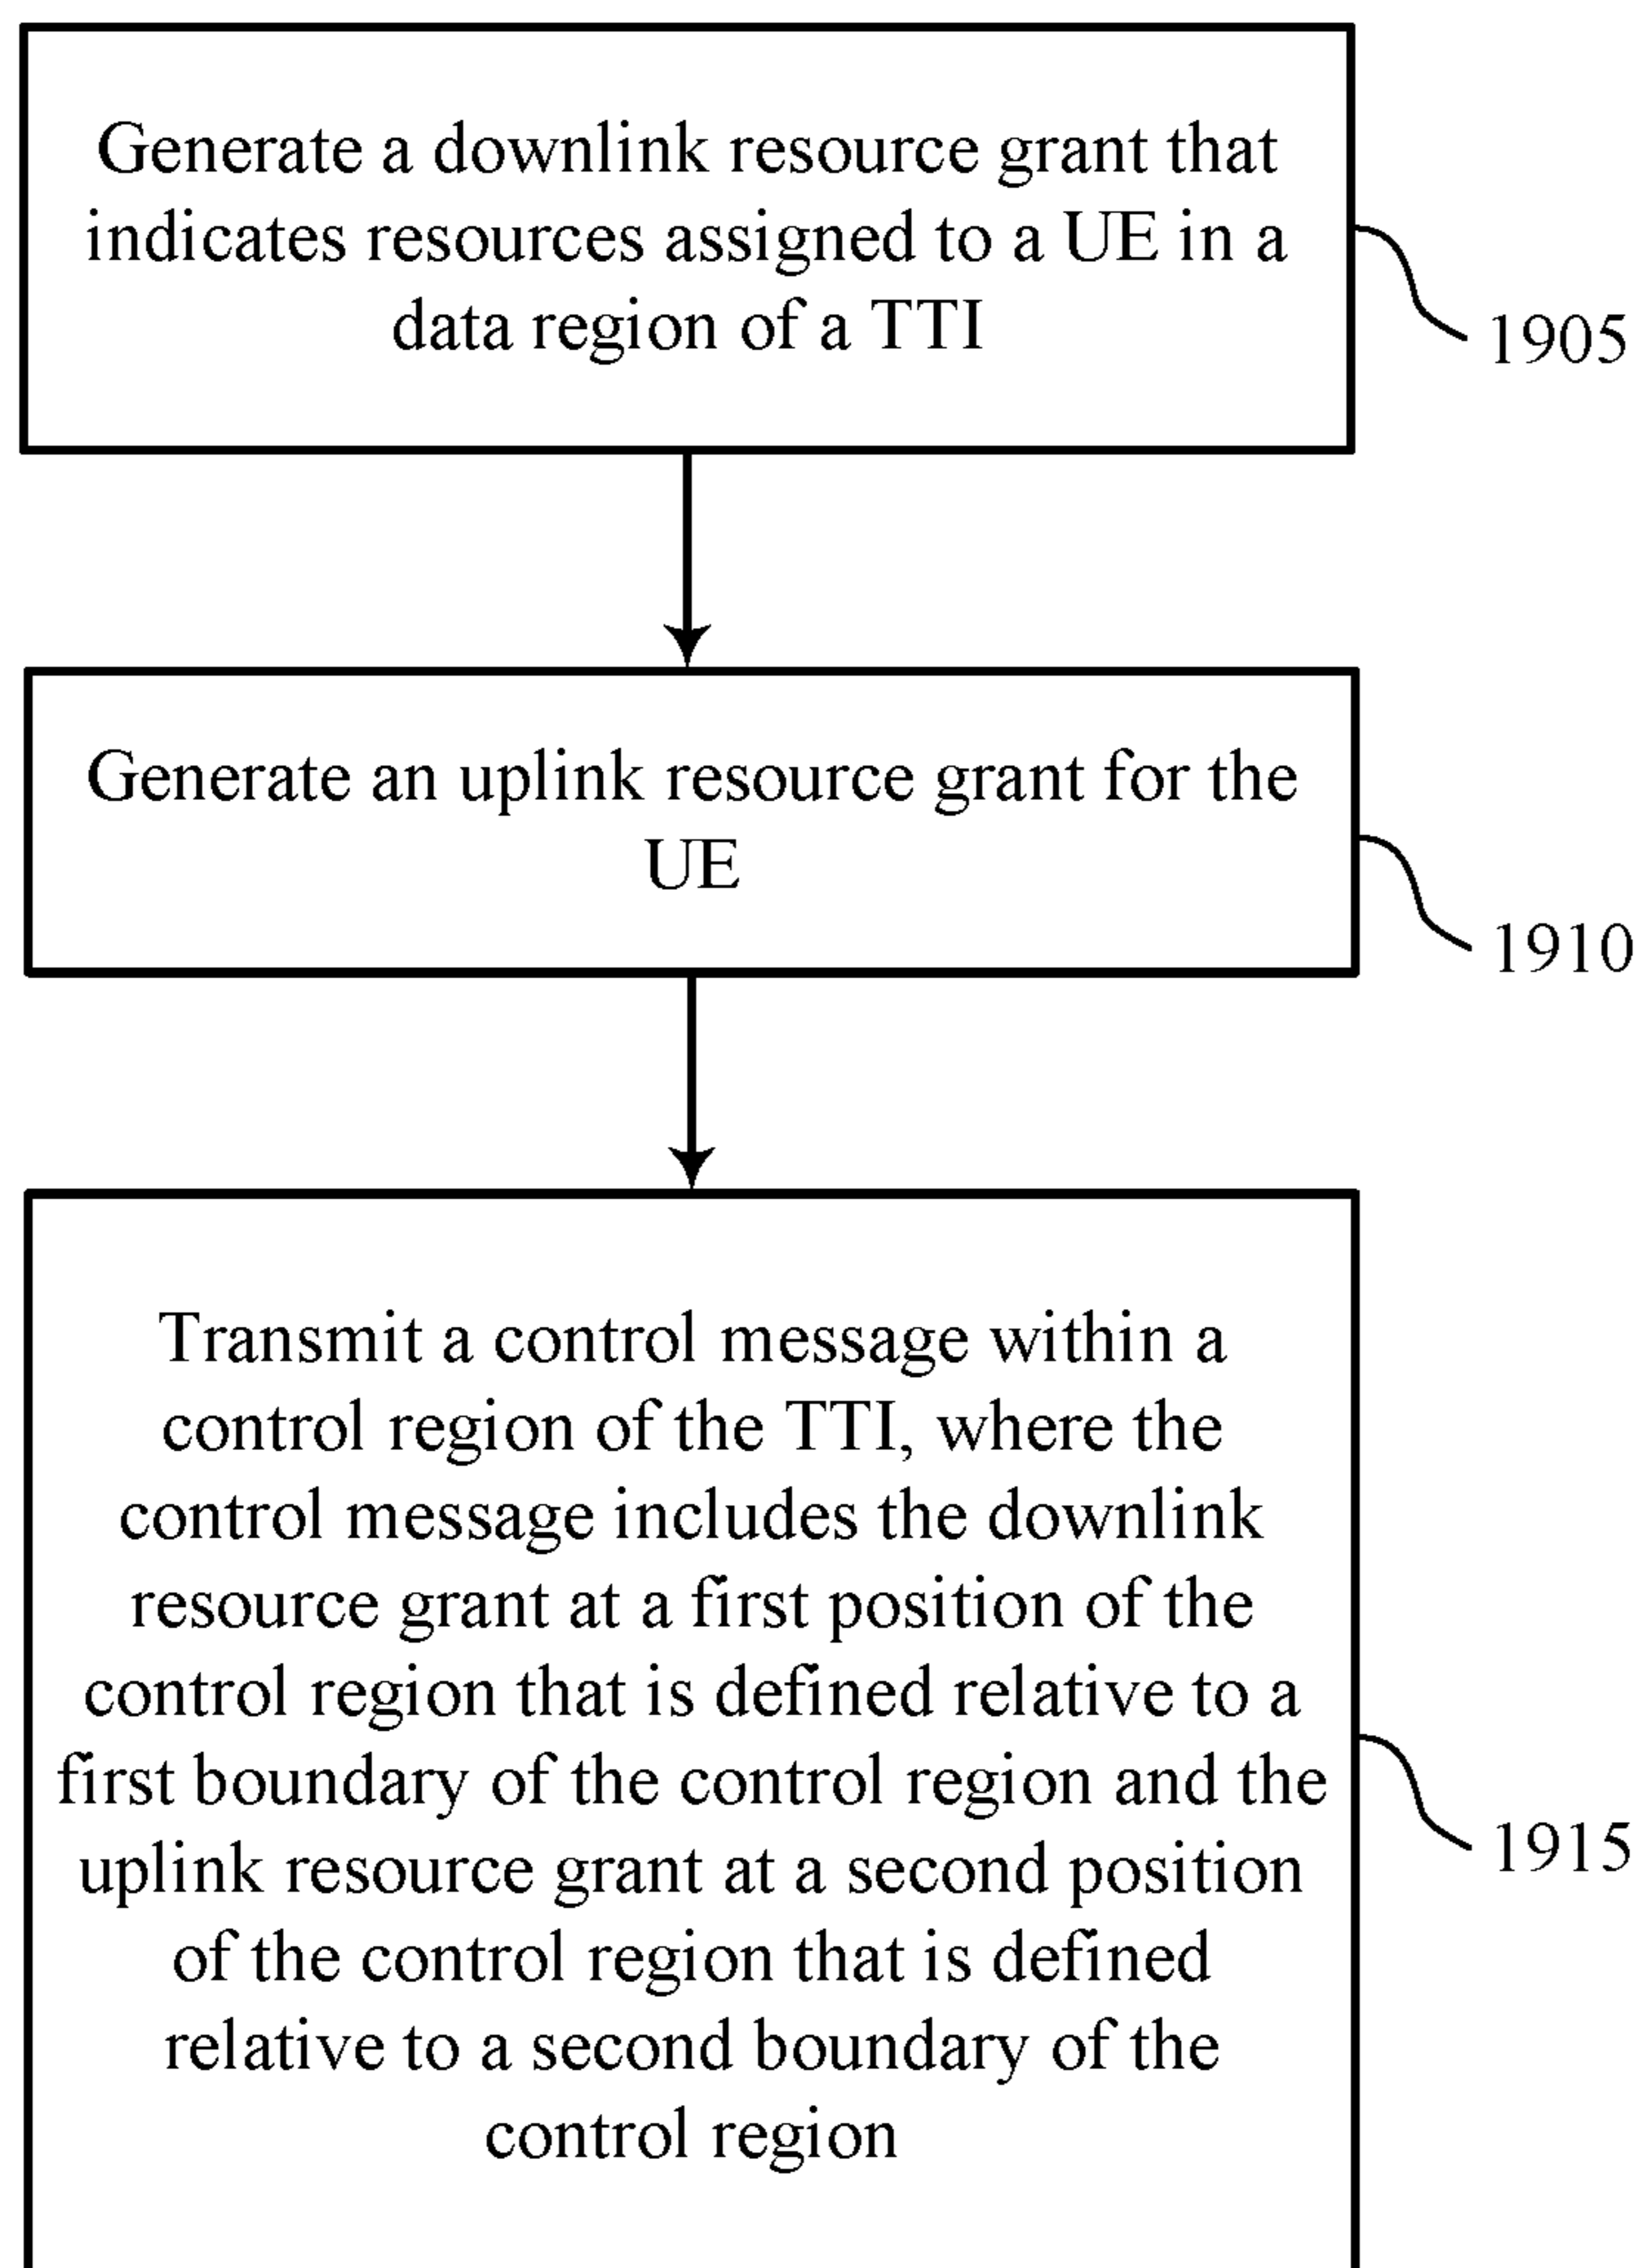 Generate a downlink resource grant that
indicates resources assigned to a UE in a
data region of a TTI
1905
Generate an uplink resource grant for the
UE
1910
Transmit a control message within a
control region of the TTI, where the
control message includes the downlink
resource grant at a first position of the
control region that is defined relative to a
first boundary of the control region and the
uplink resource grant at a second position
of the control region that is defined
relative to a second boundary of the
control region
1915